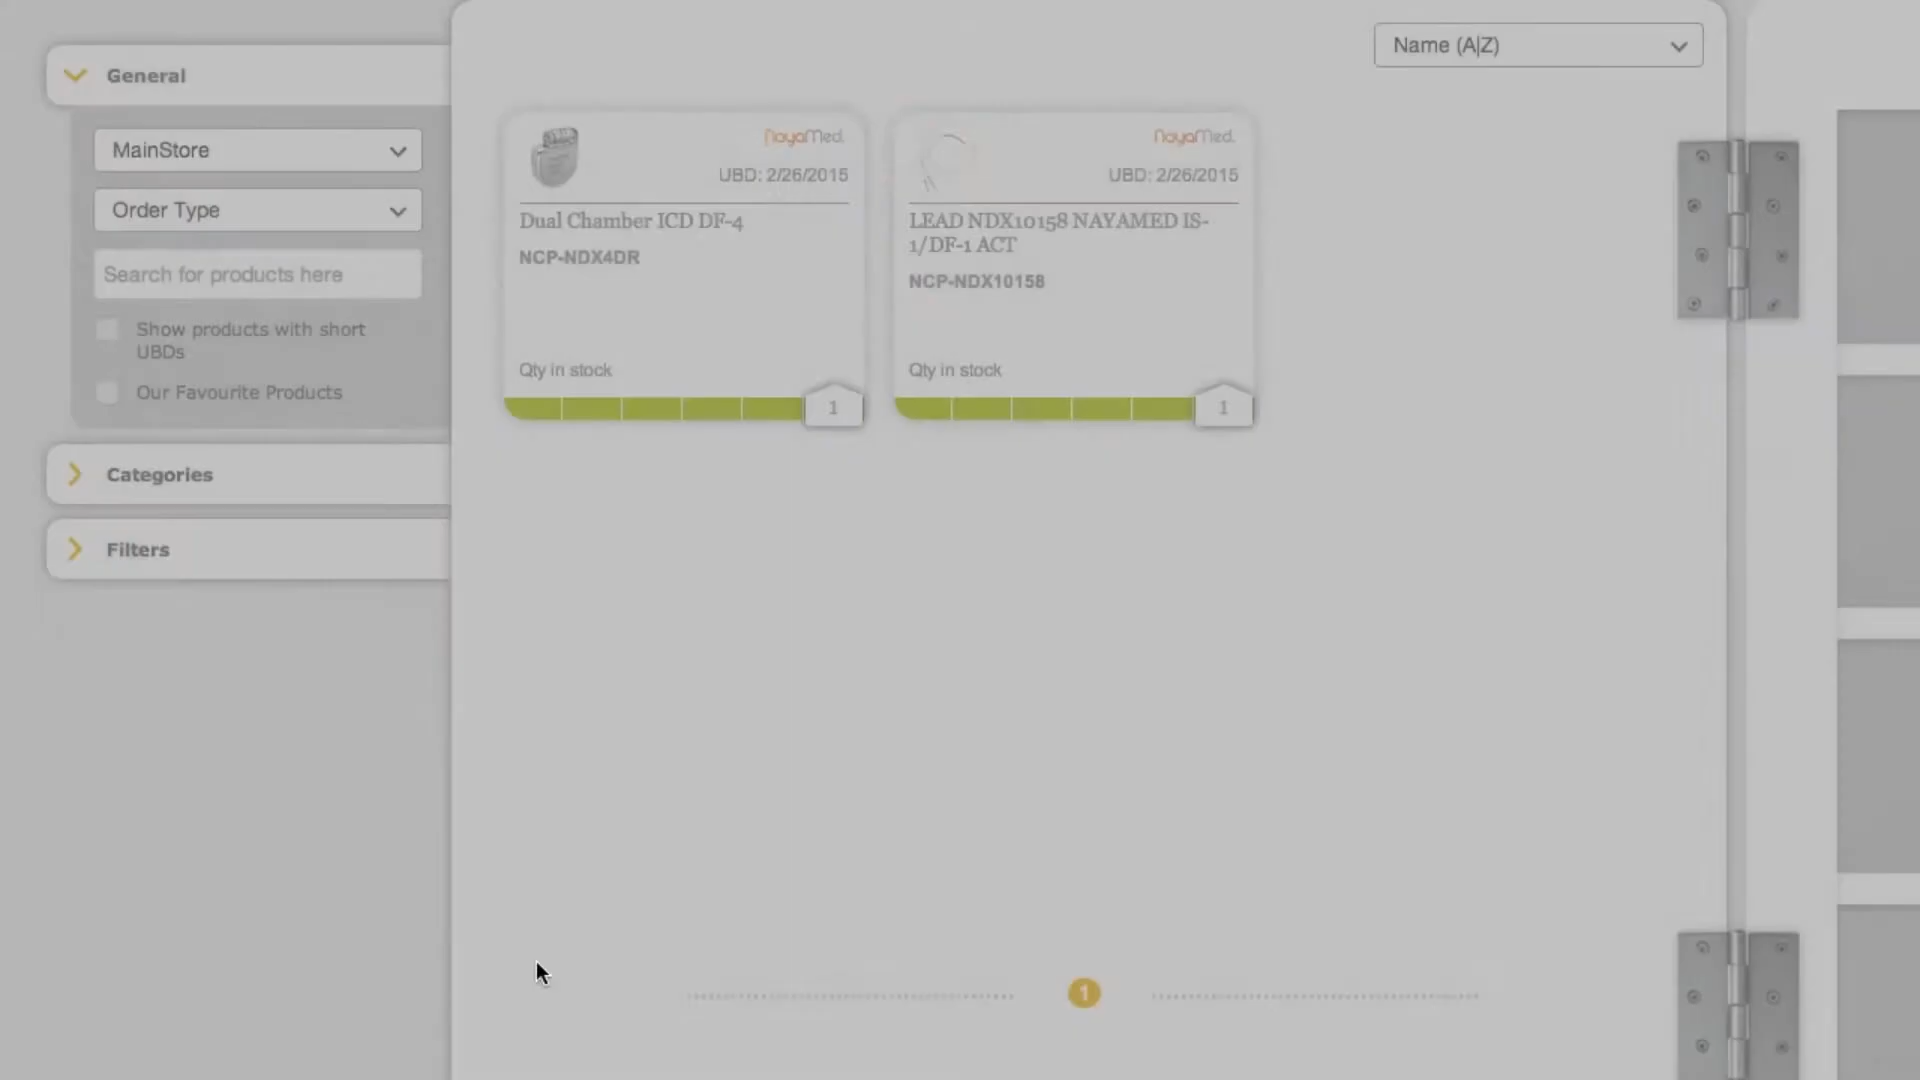 General
MainStore
Order Type
Search for products here
Show products with short
UBDs
Our Favourite Products
Categories
Filters
Name (A|Z)
NayaMed.
UBD: 2/26/2015
Dual Chamber ICD DF-4
NCP-NDX4DR
Qty in stock
1
NayaMed.
UBD: 2/26/2015
LEAD NDX10158 NAYAMED IS-
1/DF-1 ACT
NCP-NDX10158
Qty in stock
1
1